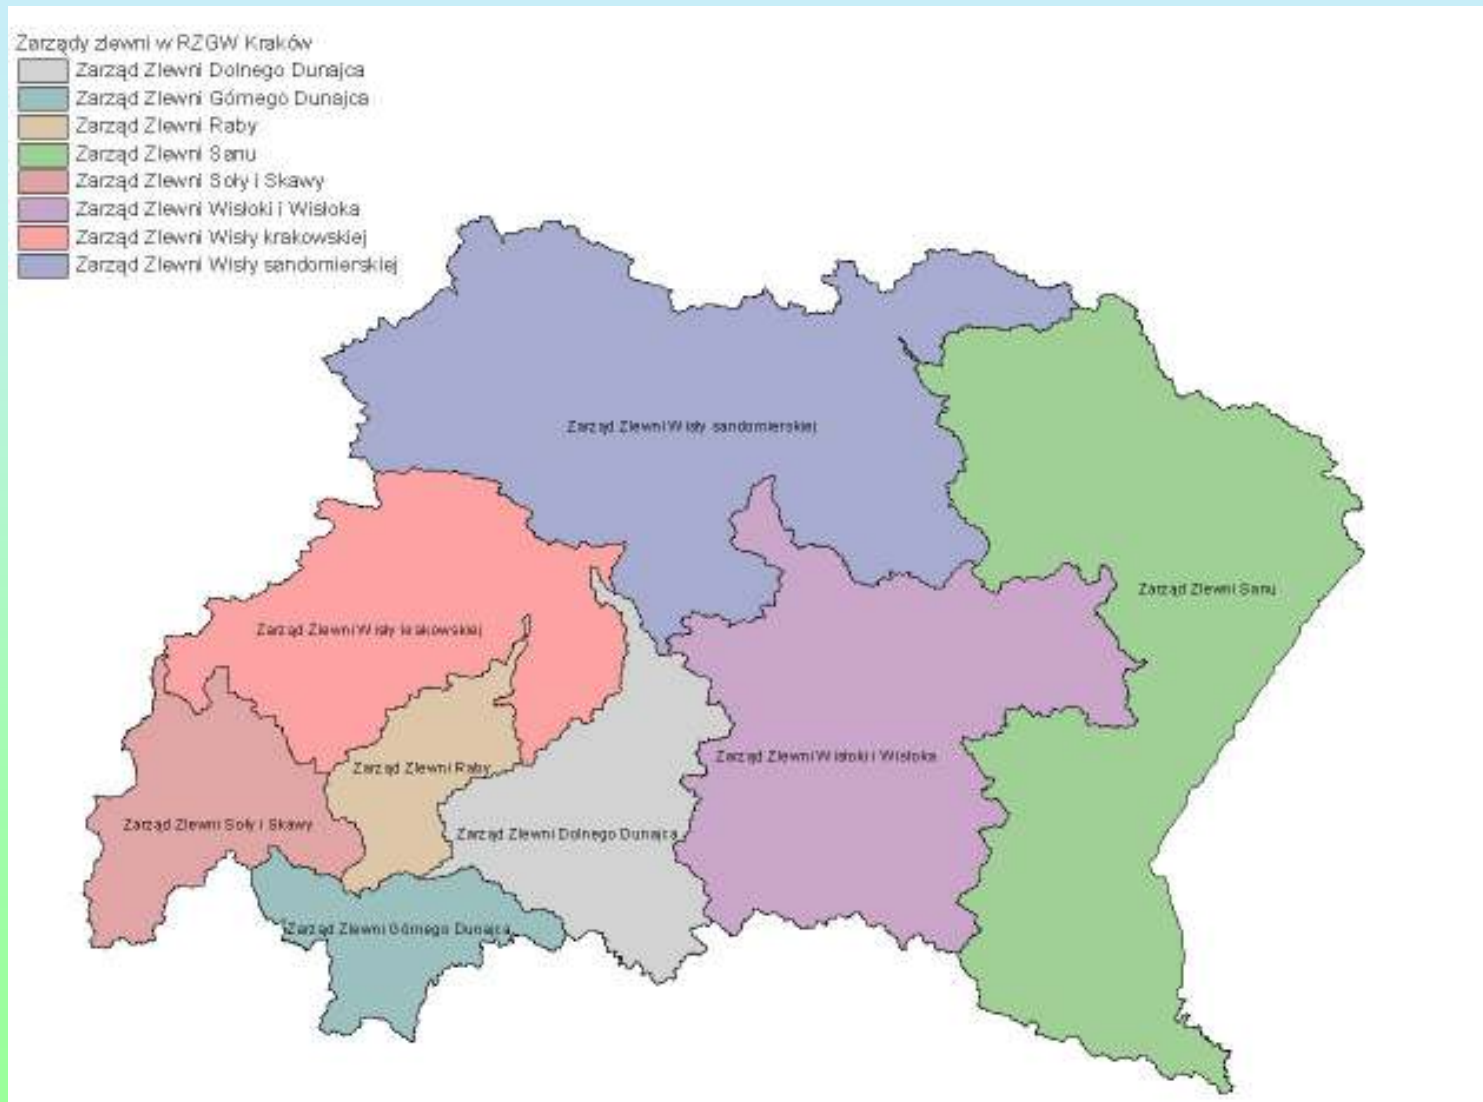 Zarządy zlewni w RZGW Kraków
Zarząd Zlewni Dolnego Dunajca
Zarząd Zlewni Górnego Dunajca
Zarząd Zlewni Raby
Zarząd Zlewni Sanu
Zarząd Zlewni Soły i Skawy
Zarząd Zlewni Wisłoki i Wisłoka
Zarząd Zlewni Wisły krakowskiej
Zarząd Zlewni Wisły sandomierskiej
Zarząd Zlewni Wisły sandomierskiej
Zarząd Zlewni Sanu
Zarząd Zlewni Wisły krakowskiej
Zarząd Zlewni Wisłoki i Wisłoka
Zarząd Zlewni Raby
Zarząd Zlewni Soły i Skawy
Zarząd Zlewni Dolnego Dunajca
Zarząd Zlewni Górnego Dunajca